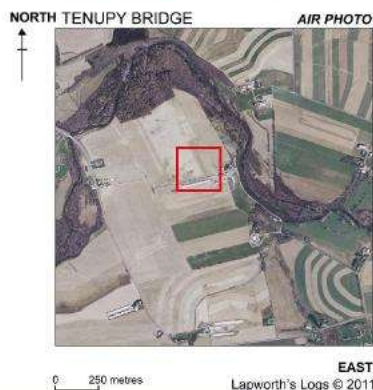 NORTH TENUPY BRIDGE AIR PHOTO
0 250 metres
EAST
Lapworth's Logs © 2011